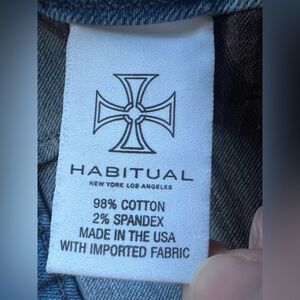 HABITUAL
NEW YORK LOS ANGELES
98% COTTON
2% SPANDEX
MADE IN THE USA
WITH IMPORTED FABRIC